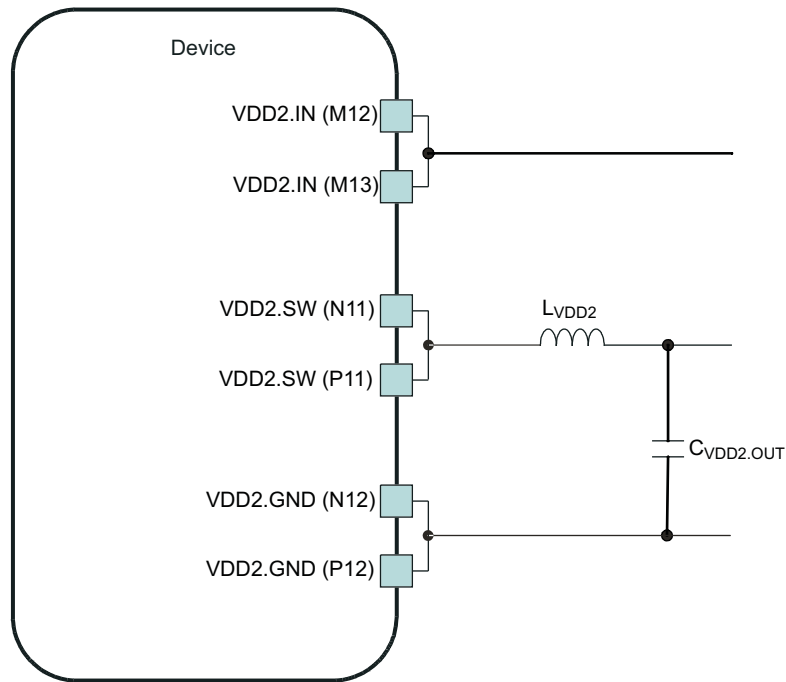 Device
VDD2.IN (M12)
VDD2.IN (M13)
VDD2.SW (N11)
LVDD2
VDD2.SW (P11)
CVDD2.OUT
VDD2.GND (N12)
VDD2.GND (P12)